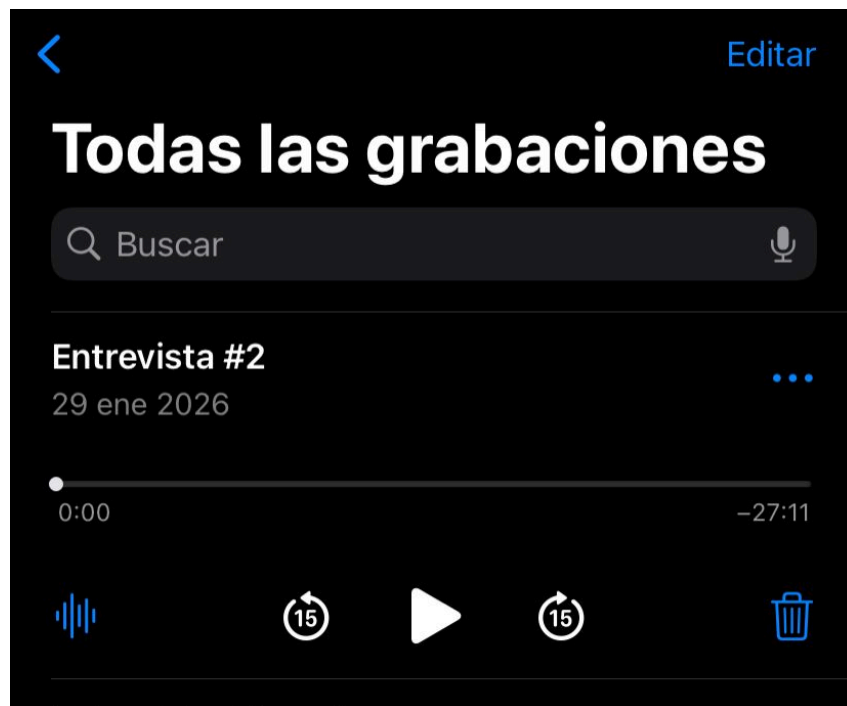 Editar
Todas las grabaciones
Buscar
Entrevista #2
29 ene 2026
0:00
−27:11
15
15